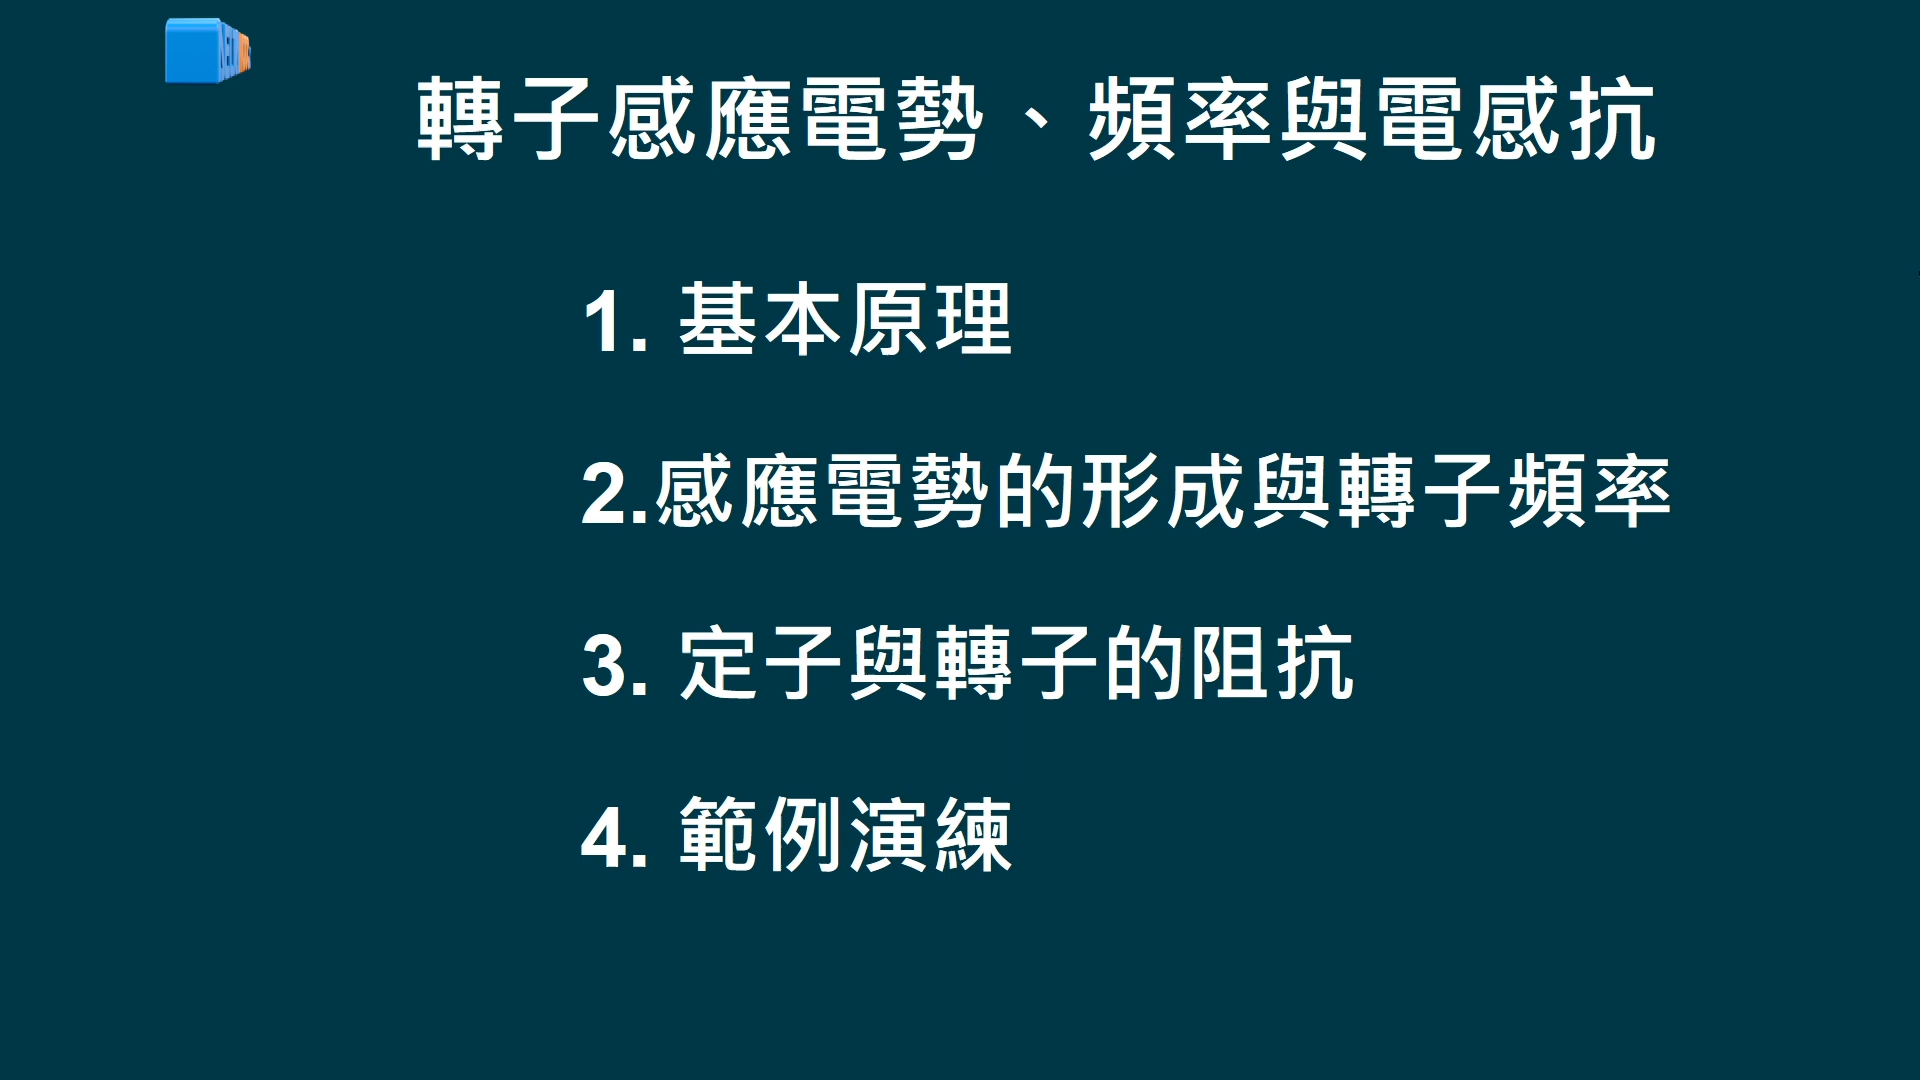 轉子感應電勢、頻率與電感抗
1. 基本原理
2.感應電勢的形成與轉子頻率
3. 定子與轉子的阻抗
4. 範例演練